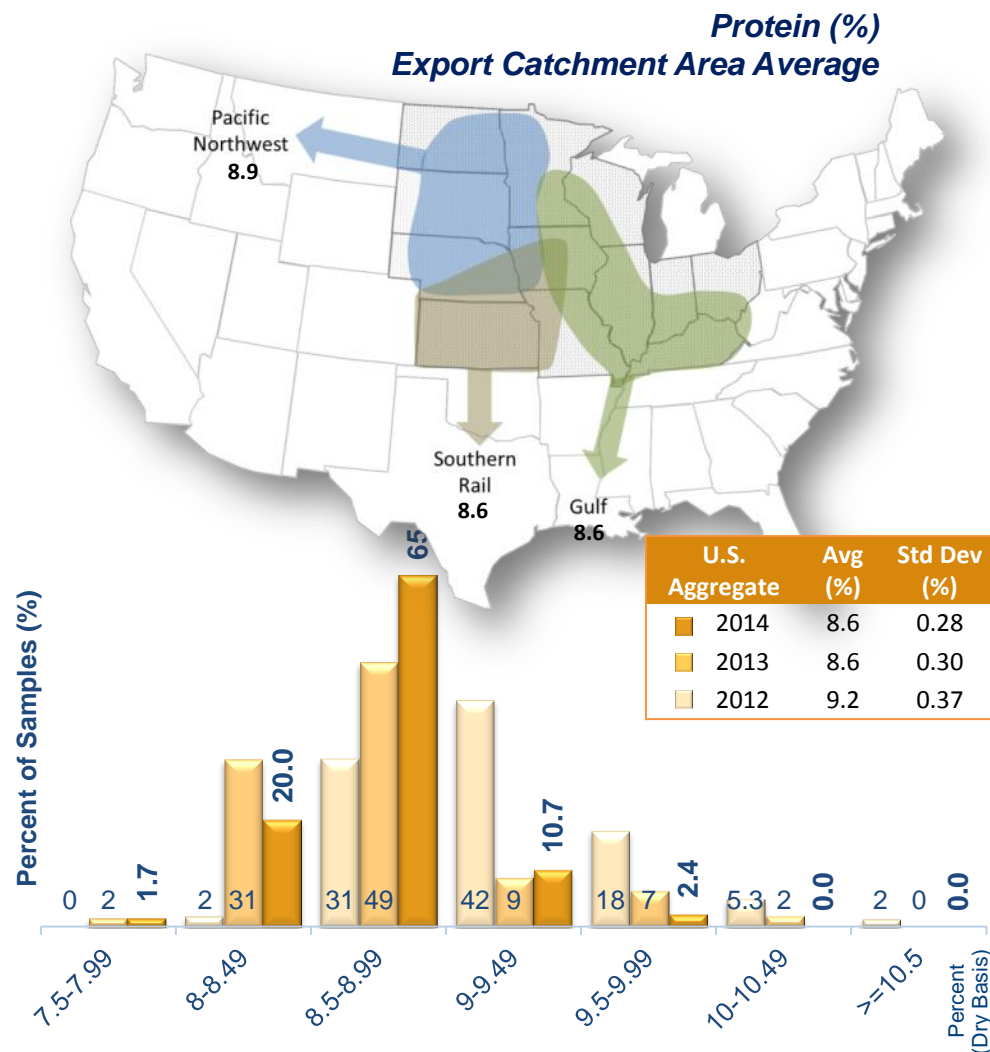 Protein (%)
Export Catchment Area Average
Pacific
Northwest
8.9
Southern
Rail
8.6
Gulf
8.6
U.S. Aggregate Avg (%) Std Dev (%)
2014 8.6 0.28
2013 8.6 0.30
2012 9.2 0.37
Percent of Samples (%)
0 2 1.7
2 31 20.0
31 49 65
42 9 10.7
18 7 2.4
5.3 2 0.0
2 0 0.0
7.5-7.99
8-8.49
8.5-8.99
9-9.49
9.5-9.99
10-10.49
>=10.5
Percent
(Dry Basis)